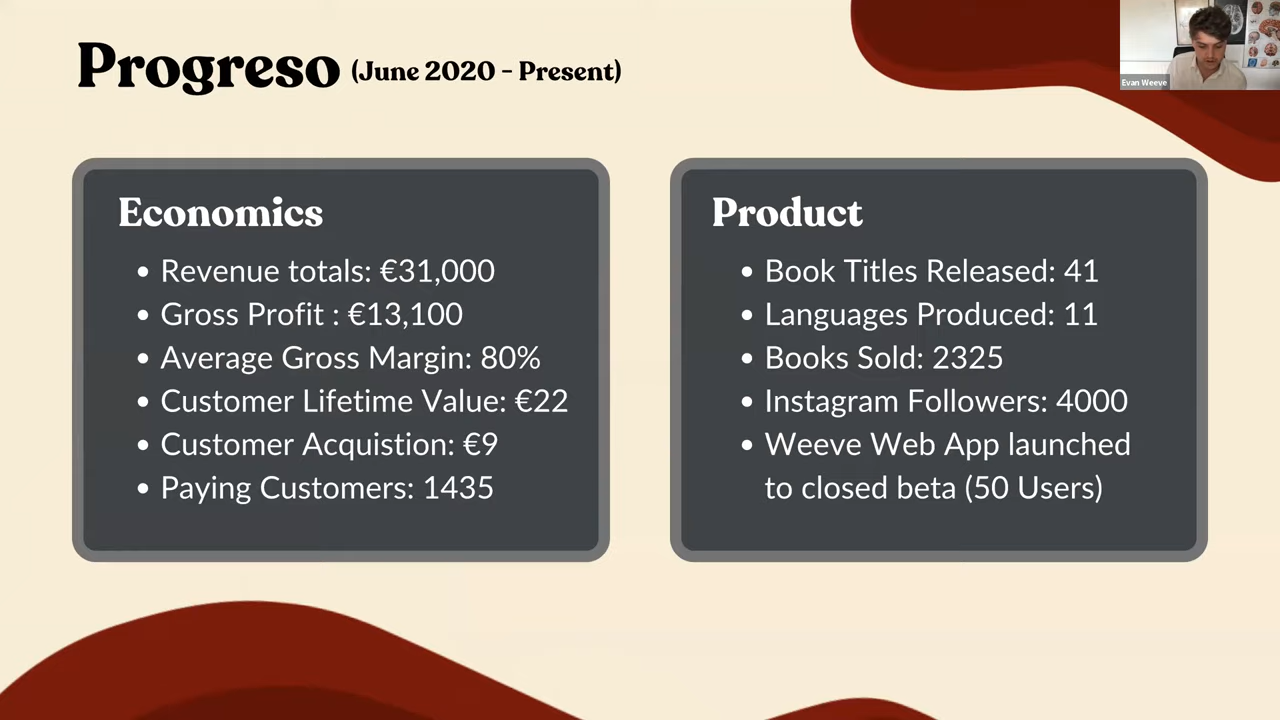 Progreso (June 2020 - Present)
Evan Weeve
Economics
• Revenue totals: €31,000
• Gross Profit : €13,100
• Average Gross Margin: 80%
• Customer Lifetime Value: €22
• Customer Acquistion: €9
• Paying Customers: 1435
Product
• Book Titles Released: 41
• Languages Produced: 11
• Books Sold: 2325
• Instagram Followers: 4000
• Weeve Web App launched
to closed beta (50 Users)